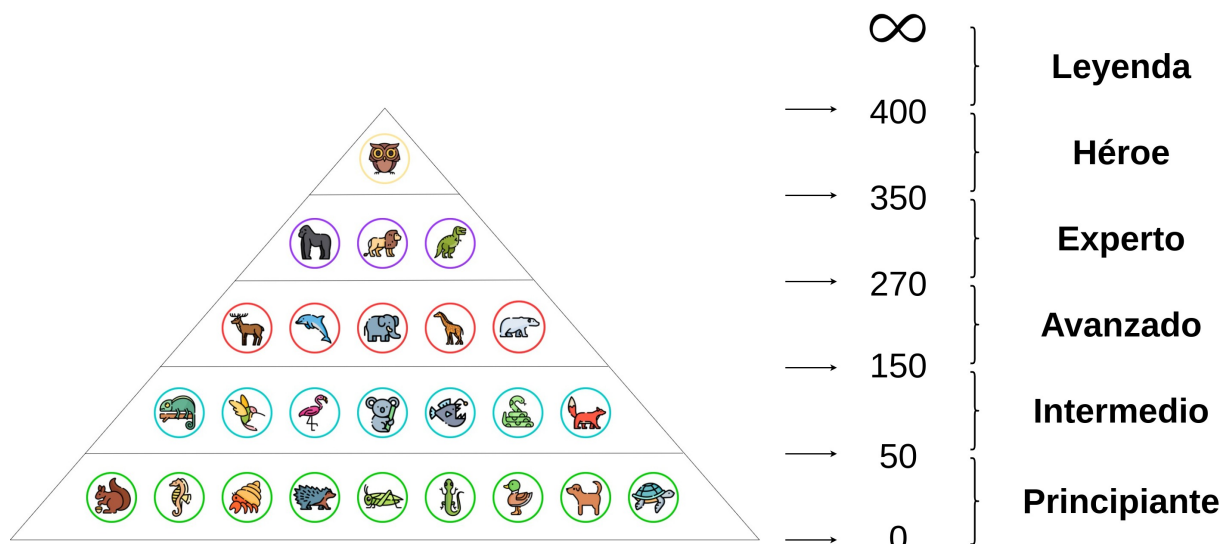 ∞
Leyenda
400
Héroe
350
Experto
270
Avanzado
150
Intermedio
50
Principiante
0